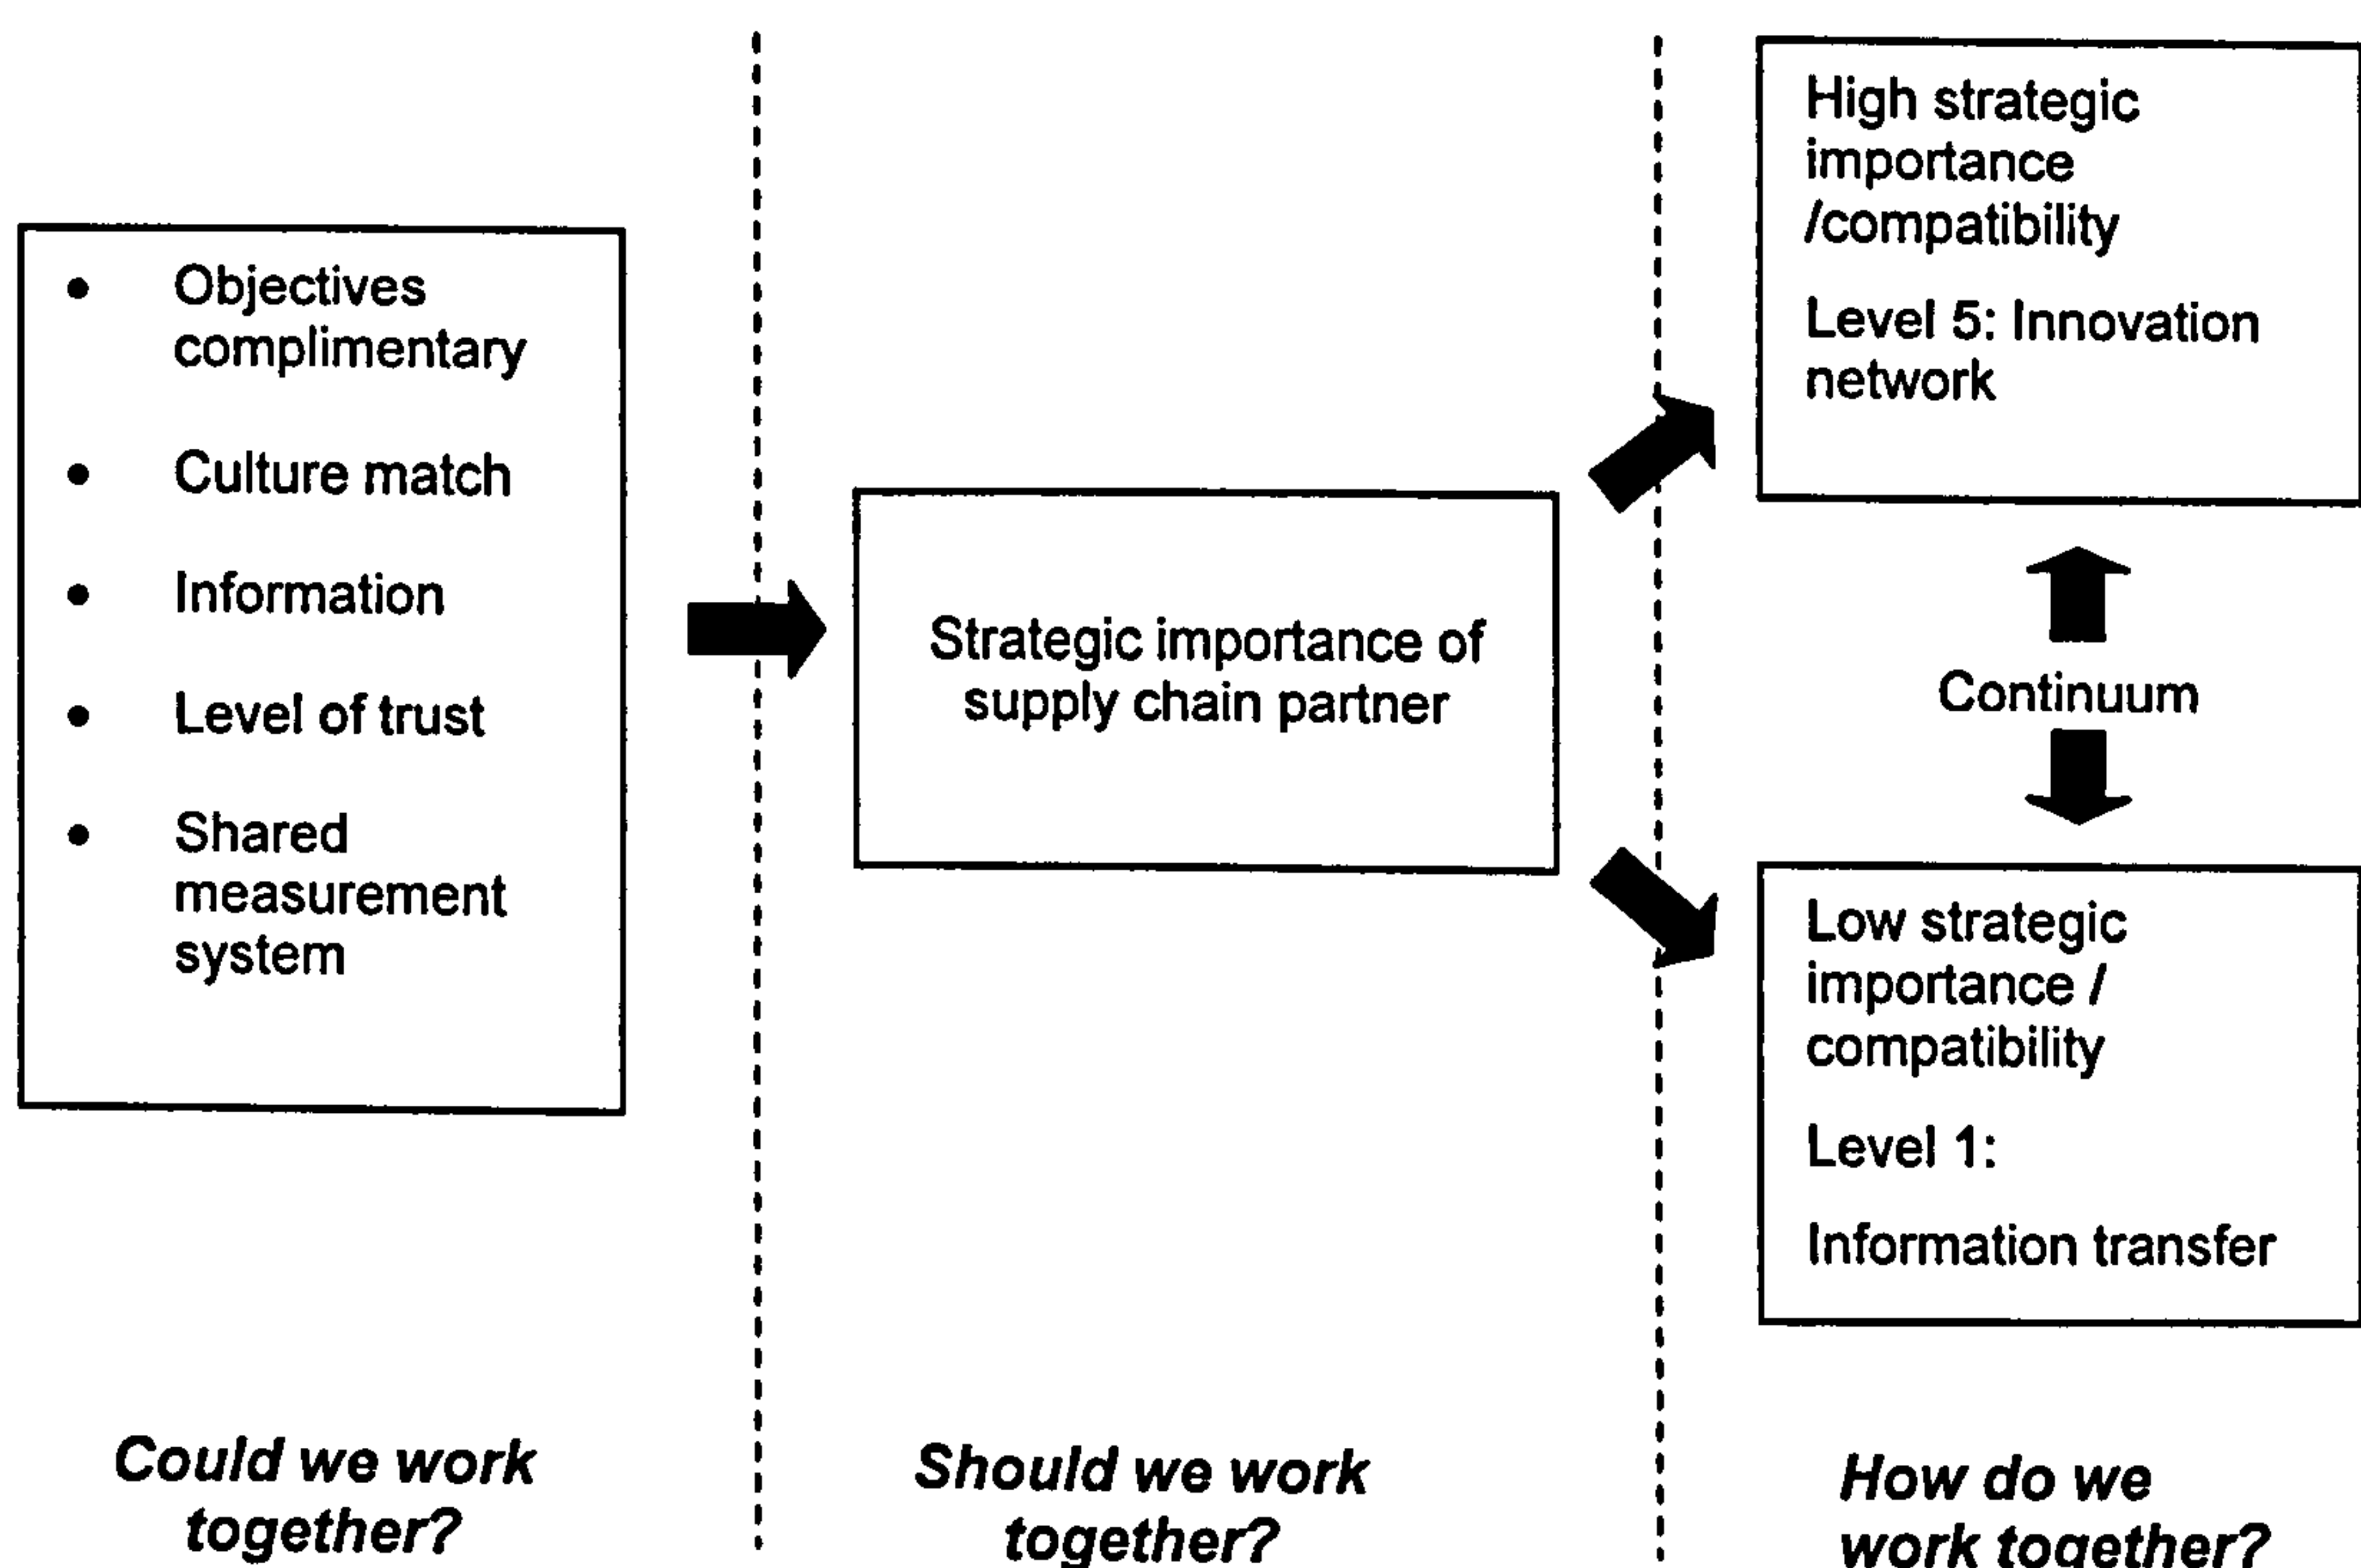 • Objectives
complimentary
• Culture match
• Information
• Level of trust
• Shared
measurement
system
Could we work
together?
Strategic importance of
supply chain partner
Should we work
together?
High strategic
importance
/compatibility
Level 5: Innovation
network
Continuum
Low strategic
importance /
compatibility
Level 1:
Information transfer
How do we
work together?